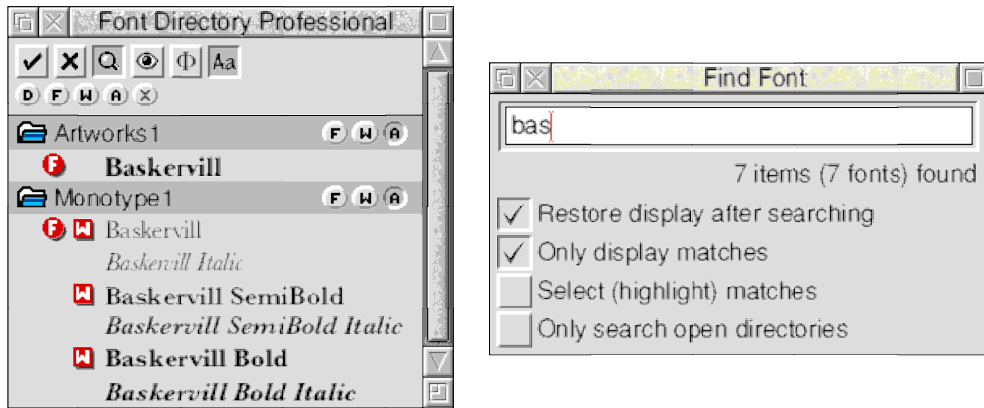 Font Directory Professional
Aa
D F W A X
Artworks1 F W A
F Baskervill
Monotype1 F W A
F W Baskervill
Baskervill Italic
W Baskervill SemiBold
Baskervill SemiBold Italic
W Baskervill Bold
Baskervill Bold Italic
Find Font
bas
7 items (7 fonts) found
Restore display after searching
Only display matches
Select (highlight) matches
Only search open directories